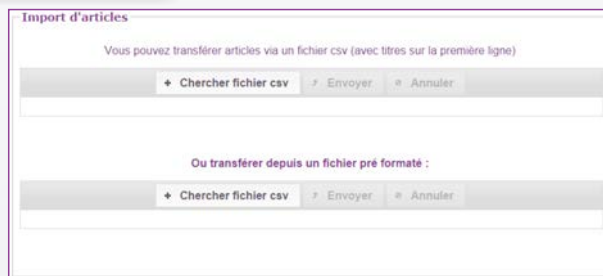 Import d'articles
Vous pouvez transférer articles via un fichier csv (avec titres sur la première ligne)
Chercher fichier csv Envoyer Annuler
Ou transférer depuis un fichier pré formaté :
Chercher fichier csv Envoyer Annuler